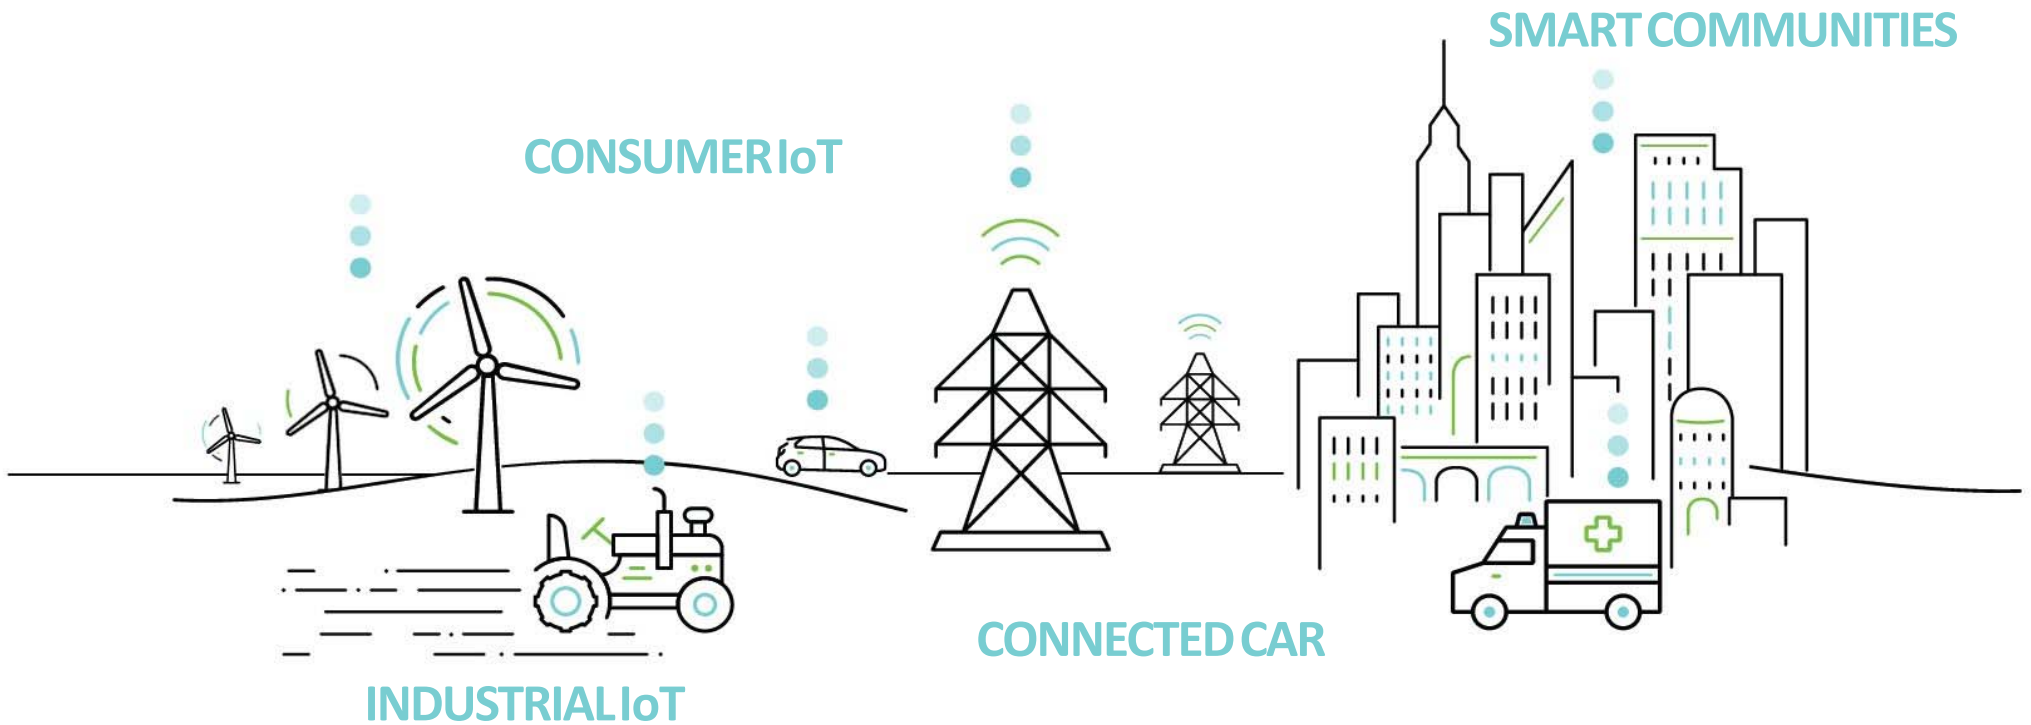 SMART COMMUNITIES
CONSUMER IoT
CONNECTED CAR
INDUSTRIAL IoT